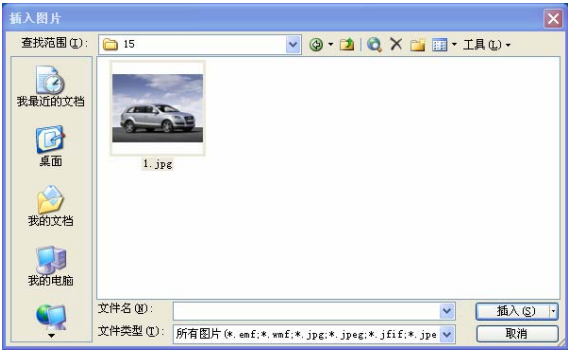 插入图片
查找范围(I): 15 工具(L)
我最近的文档
桌面
我的文档
我的电脑
1.jpg
文件名(N): 插入(S)
文件类型(T): 所有图片(*.emf;*.wmf;*.jpg;*.jpeg;*.jfif;*.jpe 取消